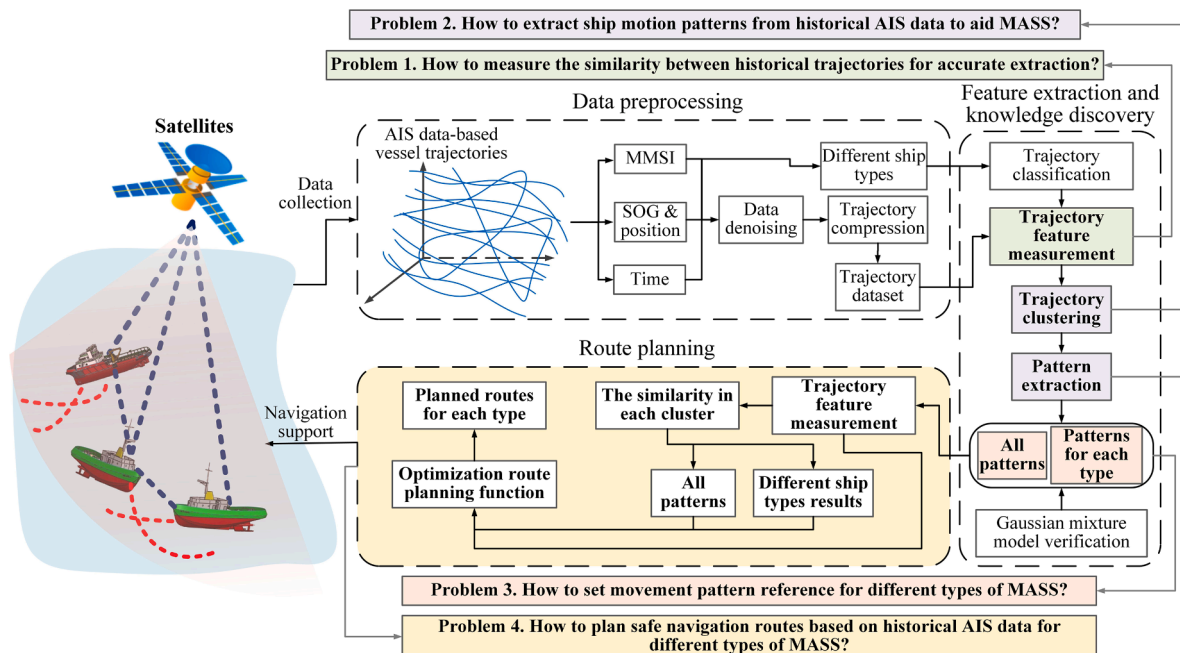 Problem 2. How to extract ship motion patterns from historical AIS data to aid MASS?
Problem 1. How to measure the similarity between historical trajectories for accurate extraction?
Satellites
Data
collection
Data preprocessing
AIS data-based
vessel trajectories
MMSI
SOG &
position
Time
Data
denoising
Different ship
types
Trajectory
compression
Trajectory
dataset
Feature extraction and
knowledge discovery
Trajectory
classification
Trajectory
feature
measurement
Trajectory
clustering
Pattern
extraction
All
patterns
Patterns
for each
type
Gaussian mixture
model verification
Route planning
Trajectory
feature
measurement
The similarity in
each cluster
All
patterns
Different ship
types results
Planned routes
for each type
Optimization route
planning function
Navigation
support
Problem 3. How to set movement pattern reference for different types of MASS?
Problem 4. How to plan safe navigation routes based on historical AIS data for
different types of MASS?